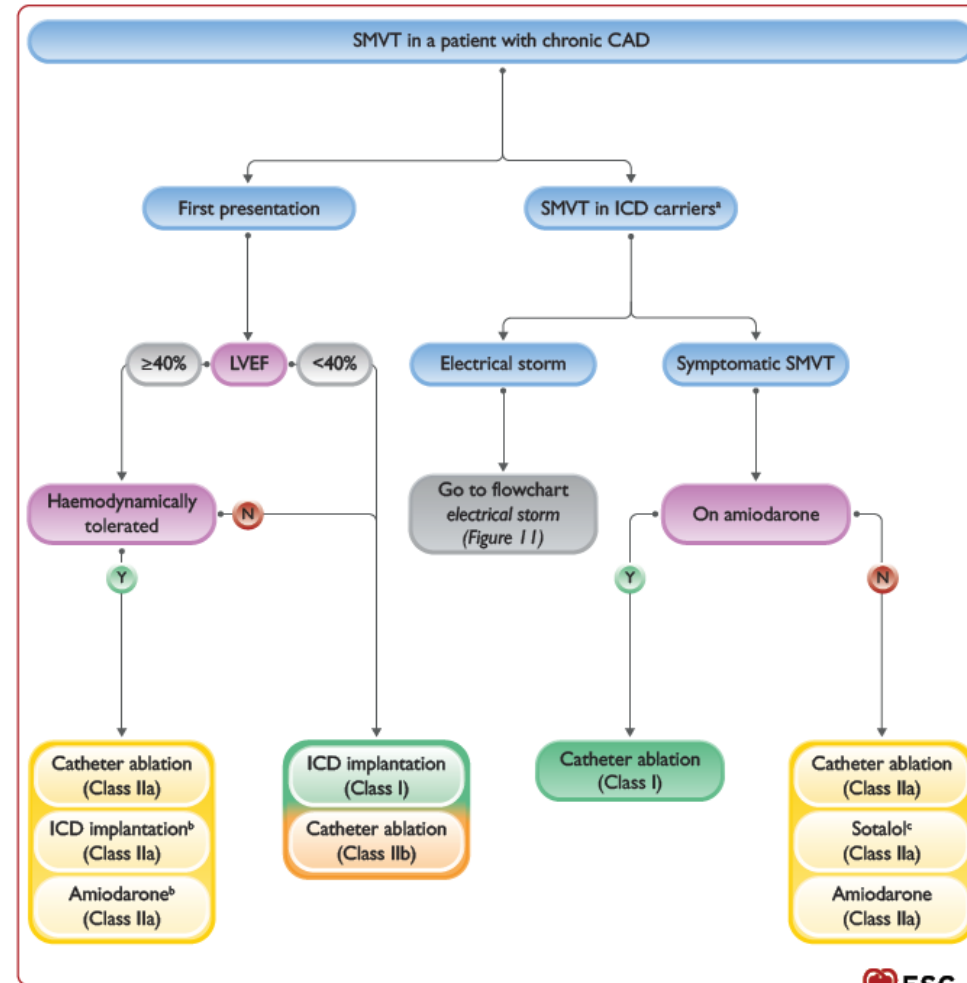 SMVT in a patient with chronic CAD
First presentation
SMVT in ICD carriersᵃ
≥40%
LVEF
<40%
Electrical storm
Symptomatic SMVT
Haemodynamically
tolerated
N
Go to flowchart
electrical storm
(Figure 11)
On amiodarone
Y
Y
N
Catheter ablation
(Class IIa)
ICD implantationᵇ
(Class IIa)
Amiodaroneᵇ
(Class IIa)
ICD implantation
(Class I)
Catheter ablation
(Class IIb)
Catheter ablation
(Class I)
Catheter ablation
(Class IIa)
Sotalolᶜ
(Class IIa)
Amiodarone
(Class IIa)
ESC